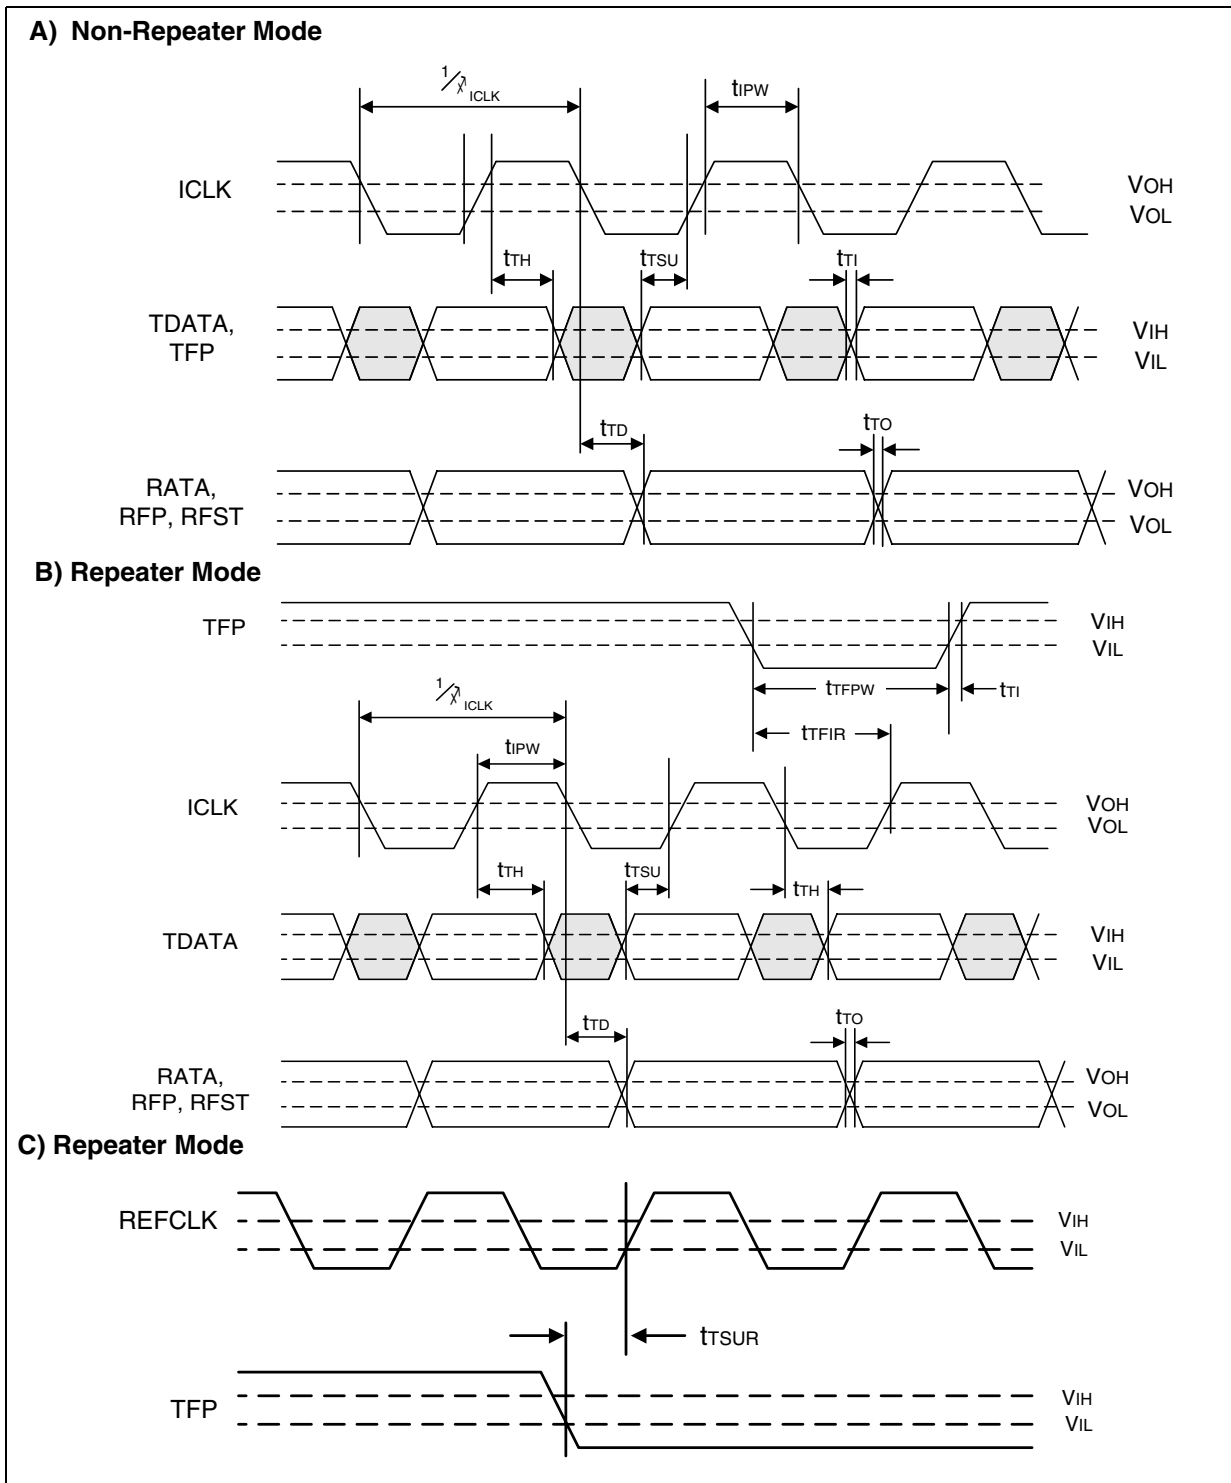 A) Non-Repeater Mode
1/ ICLK
tIPW
ICLK
VOH
VOL
tTH
tTSU
tTI
TDATA,
TFP
VIH
VIL
tTD
tTO
RATA,
RFP, RFST
VOH
VOL
B) Repeater Mode
TFP
VIH
VIL
tTFPW
tTI
1/ ICLK
tTFIR
tIPW
ICLK
VOH
VOL
tTH
tTSU
tTH
TDATA
VIH
VIL
tTD
tTO
RATA,
RFP, RFST
VOH
VOL
C) Repeater Mode
REFCLK
VIH
VIL
tTSUR
TFP
VIH
VIL